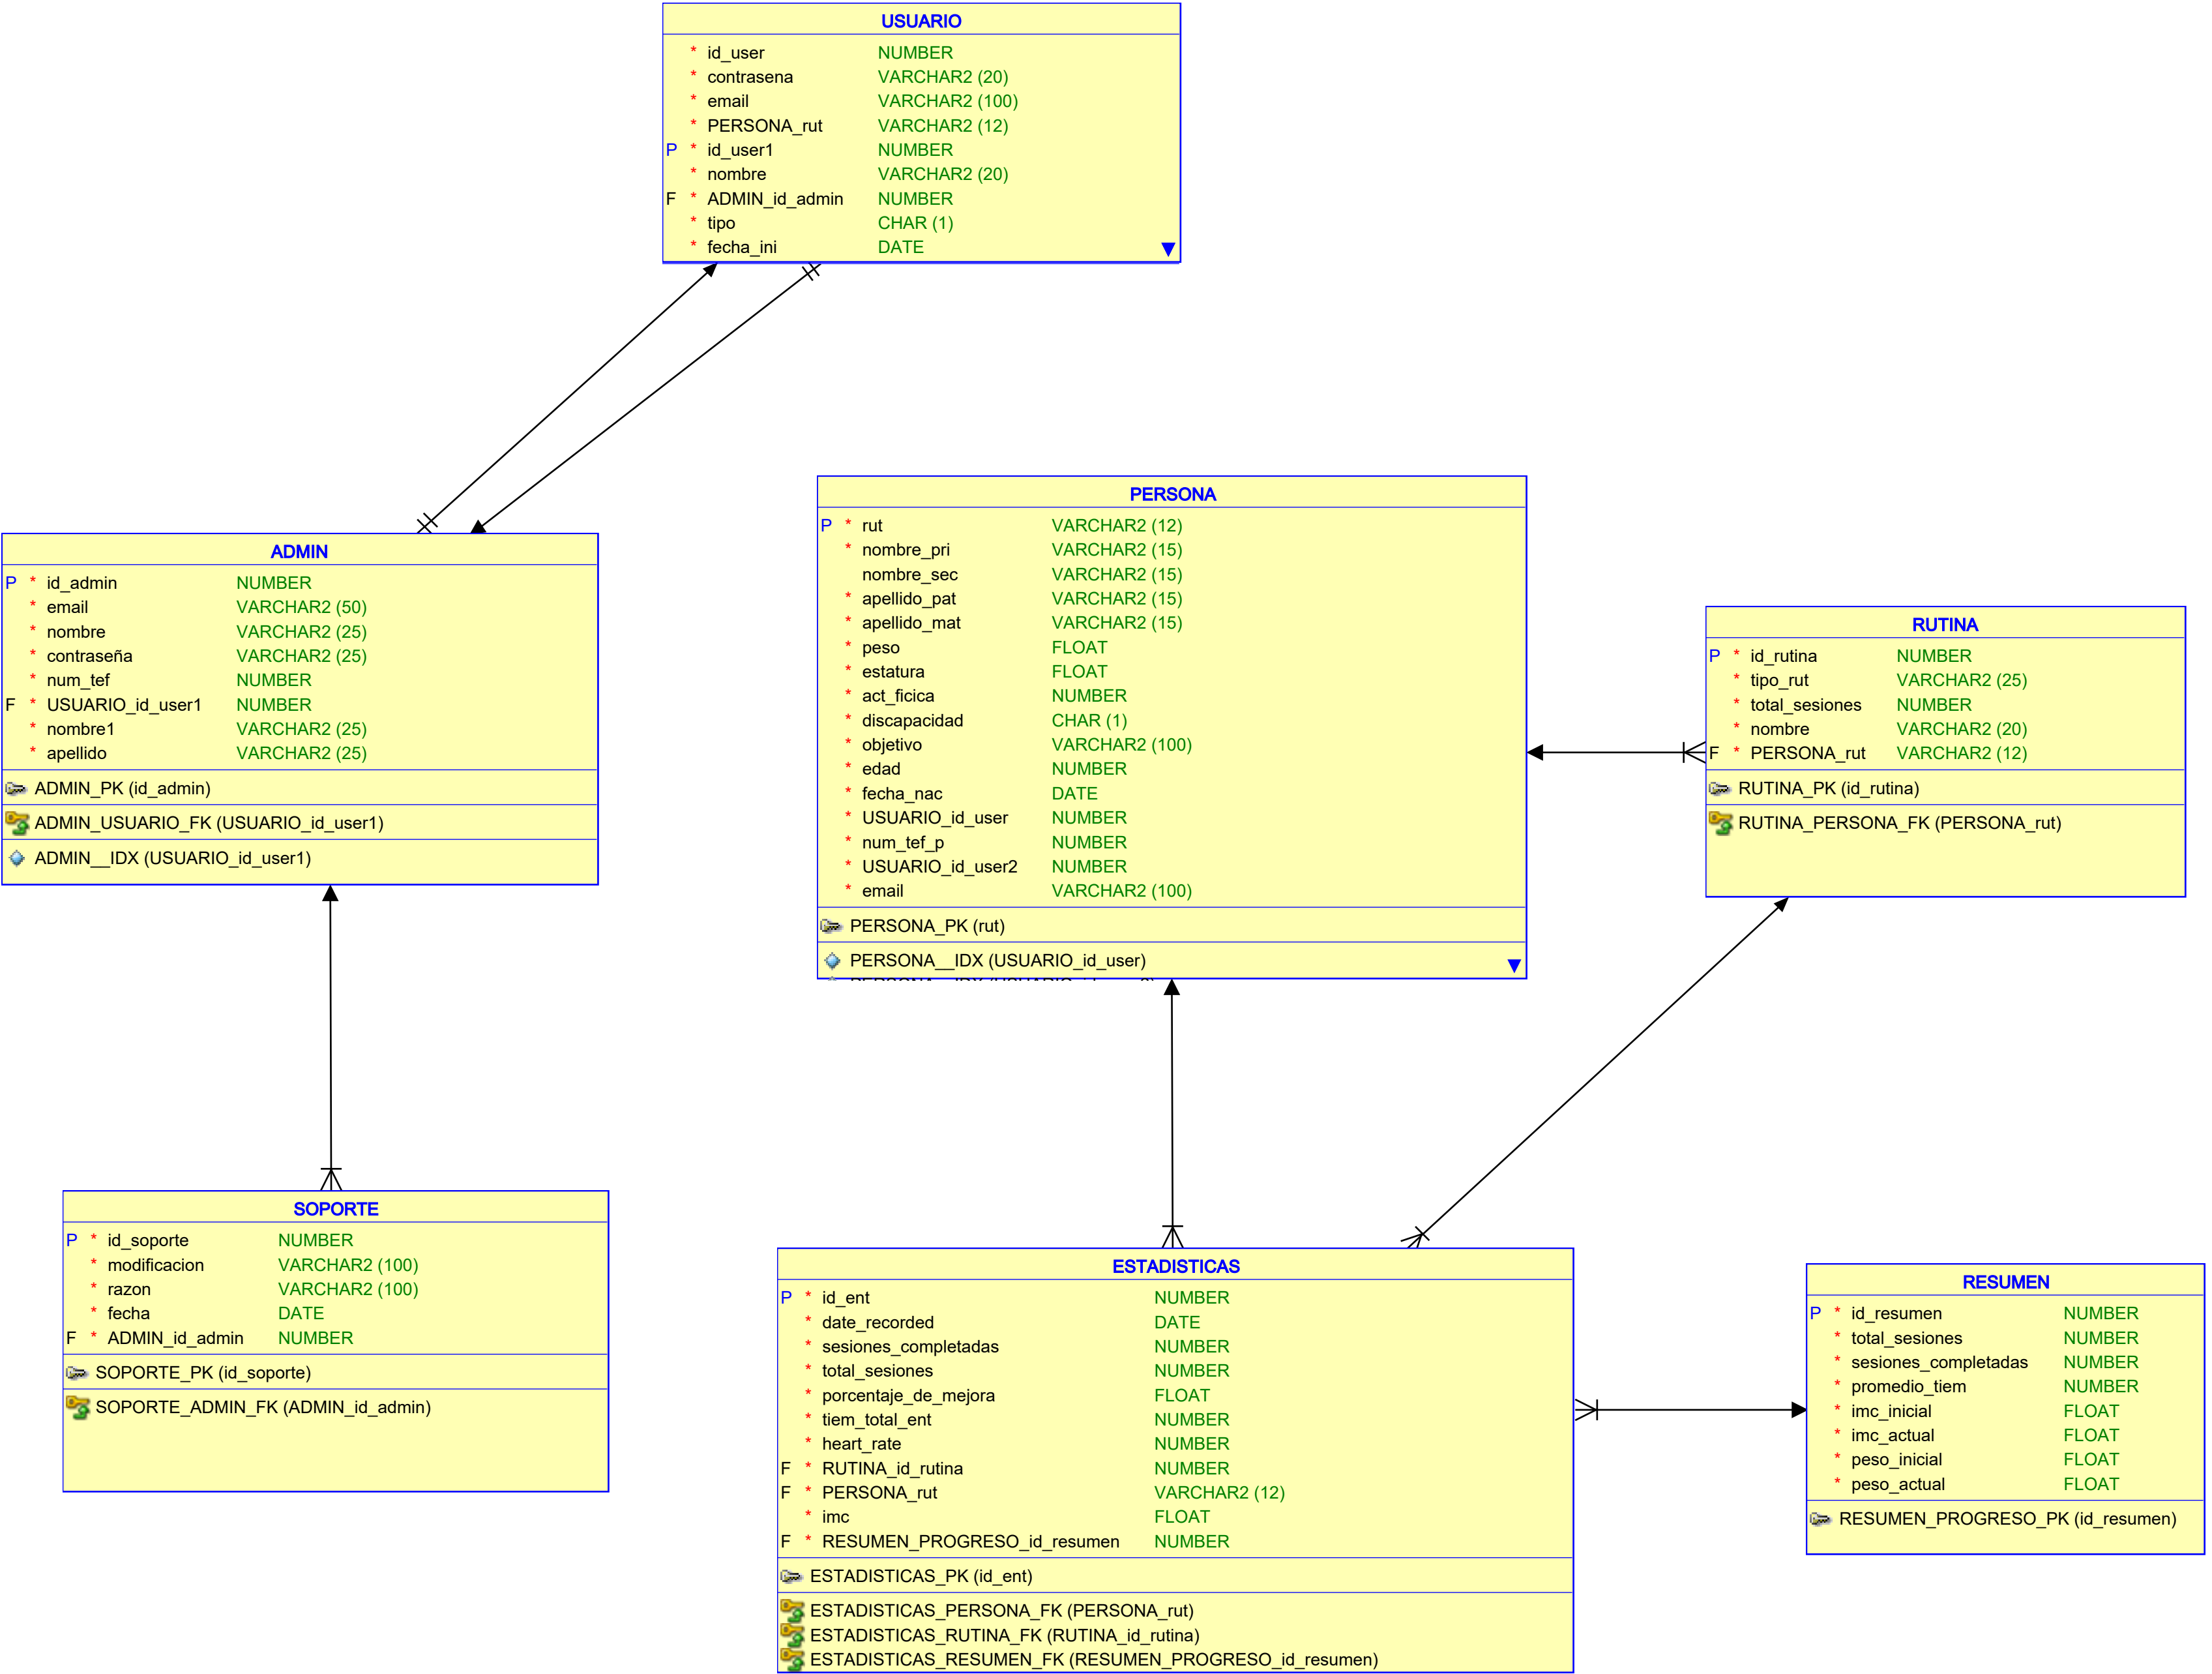 USUARIO
* id_user NUMBER
* contrasena VARCHAR2 (20)
* email VARCHAR2 (100)
* PERSONA_rut VARCHAR2 (12)
P * id_user1 NUMBER
* nombre VARCHAR2 (20)
F * ADMIN_id_admin NUMBER
* tipo CHAR (1)
* fecha_ini DATE
ADMIN
P * id_admin NUMBER
* email VARCHAR2 (50)
* nombre VARCHAR2 (25)
* contraseña VARCHAR2 (25)
* num_tef NUMBER
F * USUARIO_id_user1 NUMBER
* nombre1 VARCHAR2 (25)
* apellido VARCHAR2 (25)
ADMIN_PK (id_admin)
ADMIN_USUARIO_FK (USUARIO_id_user1)
ADMIN__IDX (USUARIO_id_user1)
PERSONA
P * rut VARCHAR2 (12)
* nombre_pri VARCHAR2 (15)
nombre_sec VARCHAR2 (15)
* apellido_pat VARCHAR2 (15)
* apellido_mat VARCHAR2 (15)
* peso FLOAT
* estatura FLOAT
* act_ficica NUMBER
* discapacidad CHAR (1)
* objetivo VARCHAR2 (100)
* edad NUMBER
* fecha_nac DATE
* USUARIO_id_user NUMBER
* num_tef_p NUMBER
* USUARIO_id_user2 NUMBER
* email VARCHAR2 (100)
PERSONA_PK (rut)
PERSONA__IDX (USUARIO_id_user)
RUTINA
P * id_rutina NUMBER
* tipo_rut VARCHAR2 (25)
* total_sesiones NUMBER
* nombre VARCHAR2 (20)
F * PERSONA_rut VARCHAR2 (12)
RUTINA_PK (id_rutina)
RUTINA_PERSONA_FK (PERSONA_rut)
SOPORTE
P * id_soporte NUMBER
* modificacion VARCHAR2 (100)
* razon VARCHAR2 (100)
* fecha DATE
F * ADMIN_id_admin NUMBER
SOPORTE_PK (id_soporte)
SOPORTE_ADMIN_FK (ADMIN_id_admin)
ESTADISTICAS
P * id_ent NUMBER
* date_recorded DATE
* sesiones_completadas NUMBER
* total_sesiones NUMBER
* porcentaje_de_mejora FLOAT
* tiem_total_ent NUMBER
* heart_rate NUMBER
F * RUTINA_id_rutina NUMBER
F * PERSONA_rut VARCHAR2 (12)
* imc FLOAT
F * RESUMEN_PROGRESO_id_resumen NUMBER
ESTADISTICAS_PK (id_ent)
ESTADISTICAS_PERSONA_FK (PERSONA_rut)
ESTADISTICAS_RUTINA_FK (RUTINA_id_rutina)
ESTADISTICAS_RESUMEN_FK (RESUMEN_PROGRESO_id_resumen)
RESUMEN
P * id_resumen NUMBER
* total_sesiones NUMBER
* sesiones_completadas NUMBER
* promedio_tiem NUMBER
* imc_inicial FLOAT
* imc_actual FLOAT
* peso_inicial FLOAT
* peso_actual FLOAT
RESUMEN_PROGRESO_PK (id_resumen)